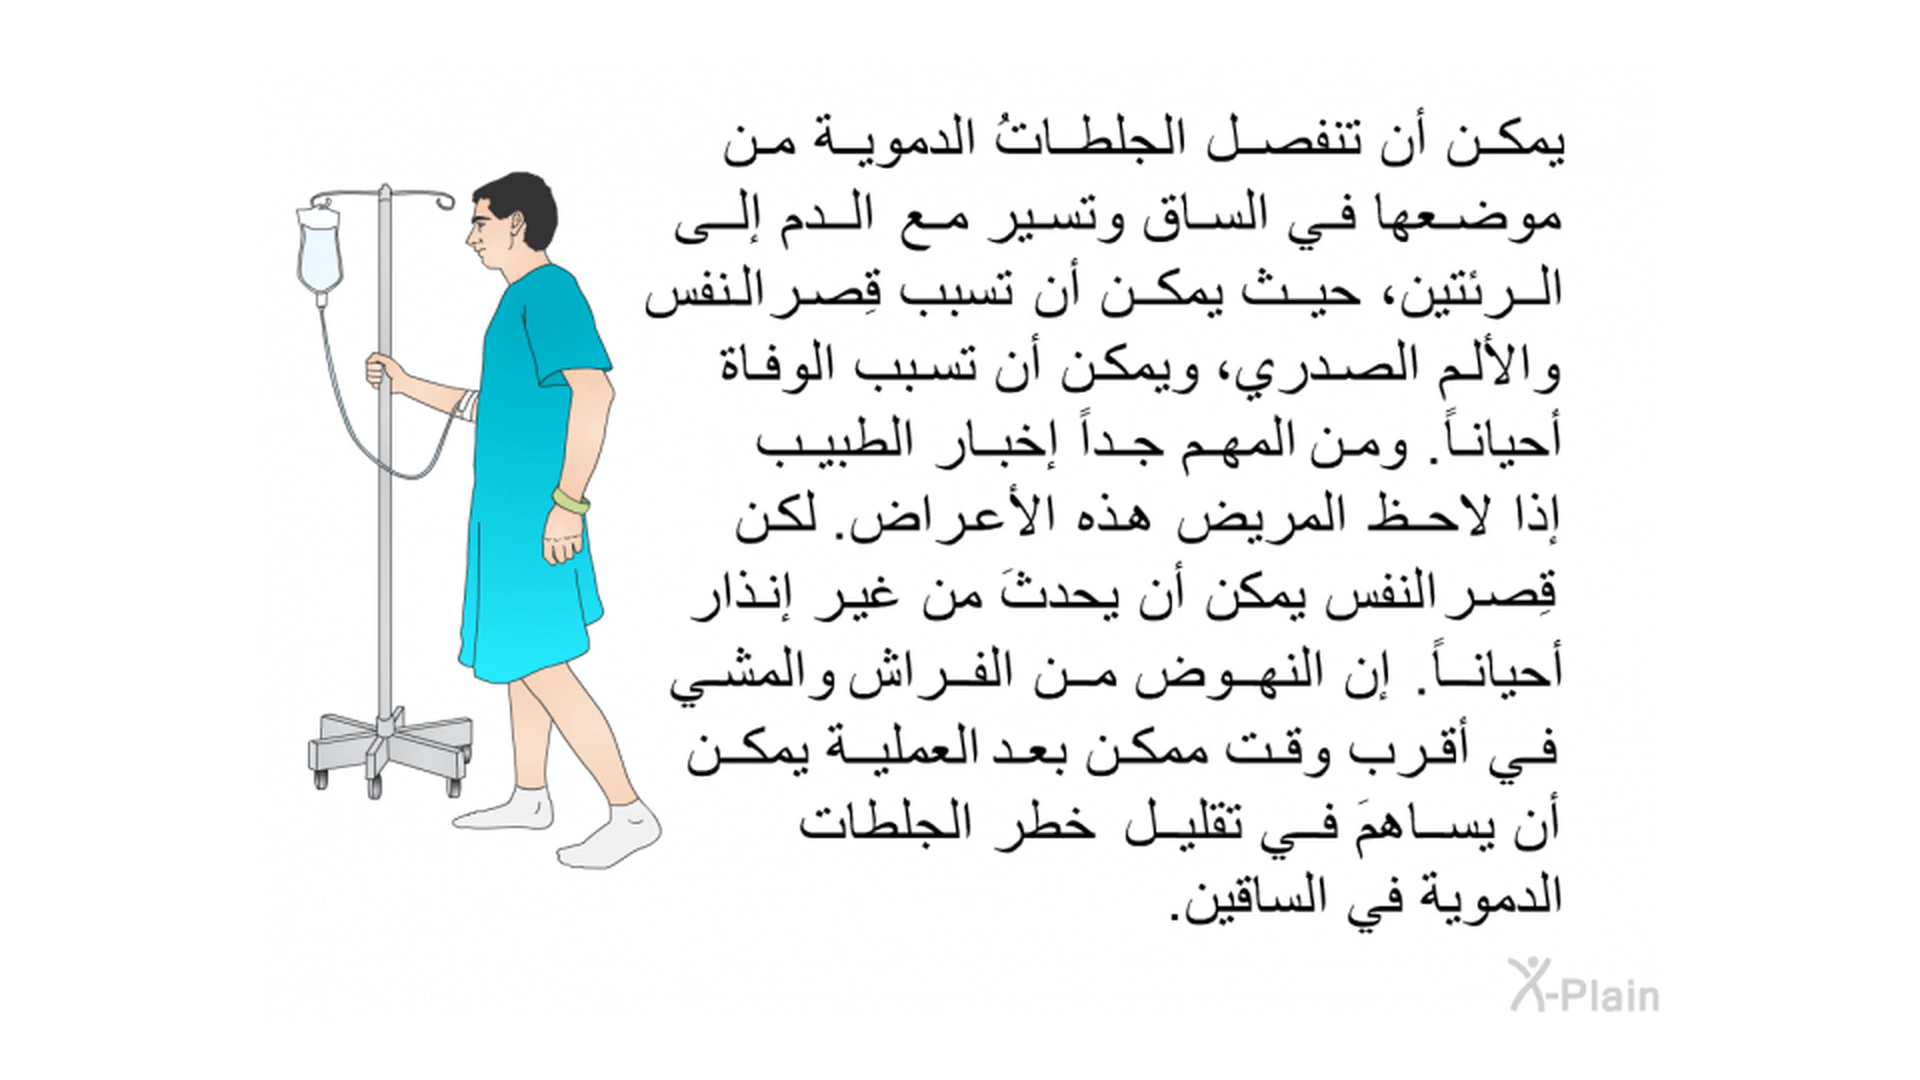 يمكن أن تنفصل الجلطاتُ الدموية من
موضعها في الساق وتسير مع الدم إلى
الرئتين، حيث يمكن أن تسبب قِصر النفس
والألم الصدري، ويمكن أن تسبب الوفاة
أحياناً. ومن المهم جداً إخبار الطبيب
إذا لاحظ المريض هذه الأعراض. لكن
قِصر النفس يمكن أن يحدثَ من غير إنذار
أحياناً. إن النهوض من الفراش والمشي
في أقرب وقت ممكن بعد العملية يمكن
أن يساهمَ في تقليل خطر الجلطات
الدموية في الساقين.
X-Plain